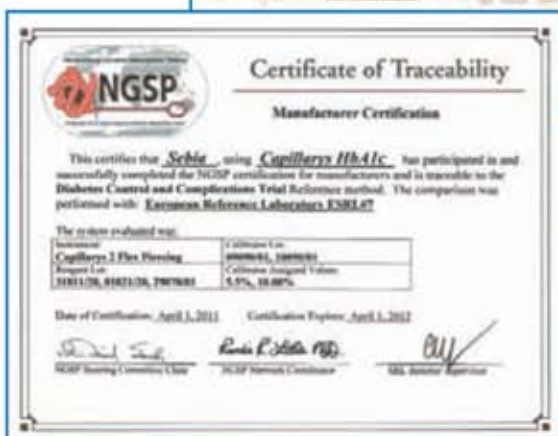 NGSP
Certificate of Traceability
Manufacturer Certification
This certifies that Sebia, using Capillarys HbA1c has participated in and
successfully completed the NGSP certification for manufacturers and is traceable to the
Diabetes Control and Complications Trial Reference method. The comparison was
performed with: European Reference Laboratory ESRL#7
The system evaluated was:
Instrument:
Capillarys 2 Flex Piercing
Calibrator Lot:
Reagent Lot:
Calibrator Assigned Values:
Date of Certification: April 1, 2011 Certification Expires: April 1, 2012
NGSP Steering Committee Chair
NGSP Network Coordinator